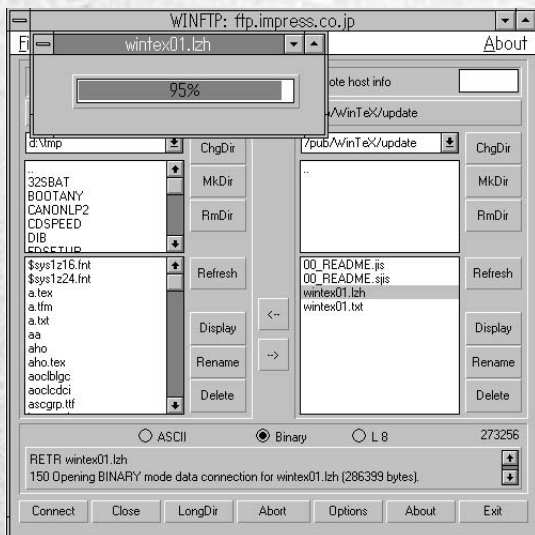 WINFTP: ftp.impress.co.jp
About
wintex01.lzh
95%
ote host info
/WinTeX/update
d:\tmp
ChgDir
/pub/WinTeX/update
ChgDir
..
32SBAT
BOOTANY
CANONLP2
CDSPEED
DIB
EDSETUP
MkDir
RmDir
..
MkDir
RmDir
$sys1z16.fnt
$sys1z24.fnt
a.tex
a.tfm
a.txt
aa
aho
aho.tex
aoclblgc
aoclcdci
ascgrp.ttf
Refresh
Display
Rename
Delete
<--
-->
00_README.jis
00_README.sjis
wintex01.lzh
wintex01.txt
Refresh
Display
Rename
Delete
ASCII
Binary
L 8
273256
RETR wintex01.lzh
150 Opening BINARY mode data connection for wintex01.lzh (286399 bytes).
Connect
Close
LongDir
Abort
Options
About
Exit